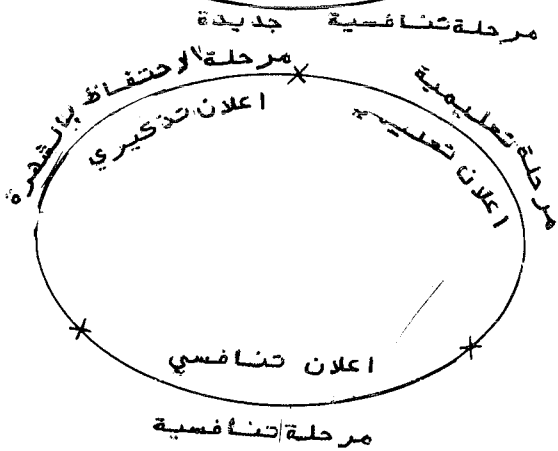 مرحلة تنافسية جديدة
مرحلة تعليمية
اعلان تعليمي
مرحلة الاحتفاظ بالشهرة
اعلان تذكيري
اعلان تنافسي
مرحلة تنافسية